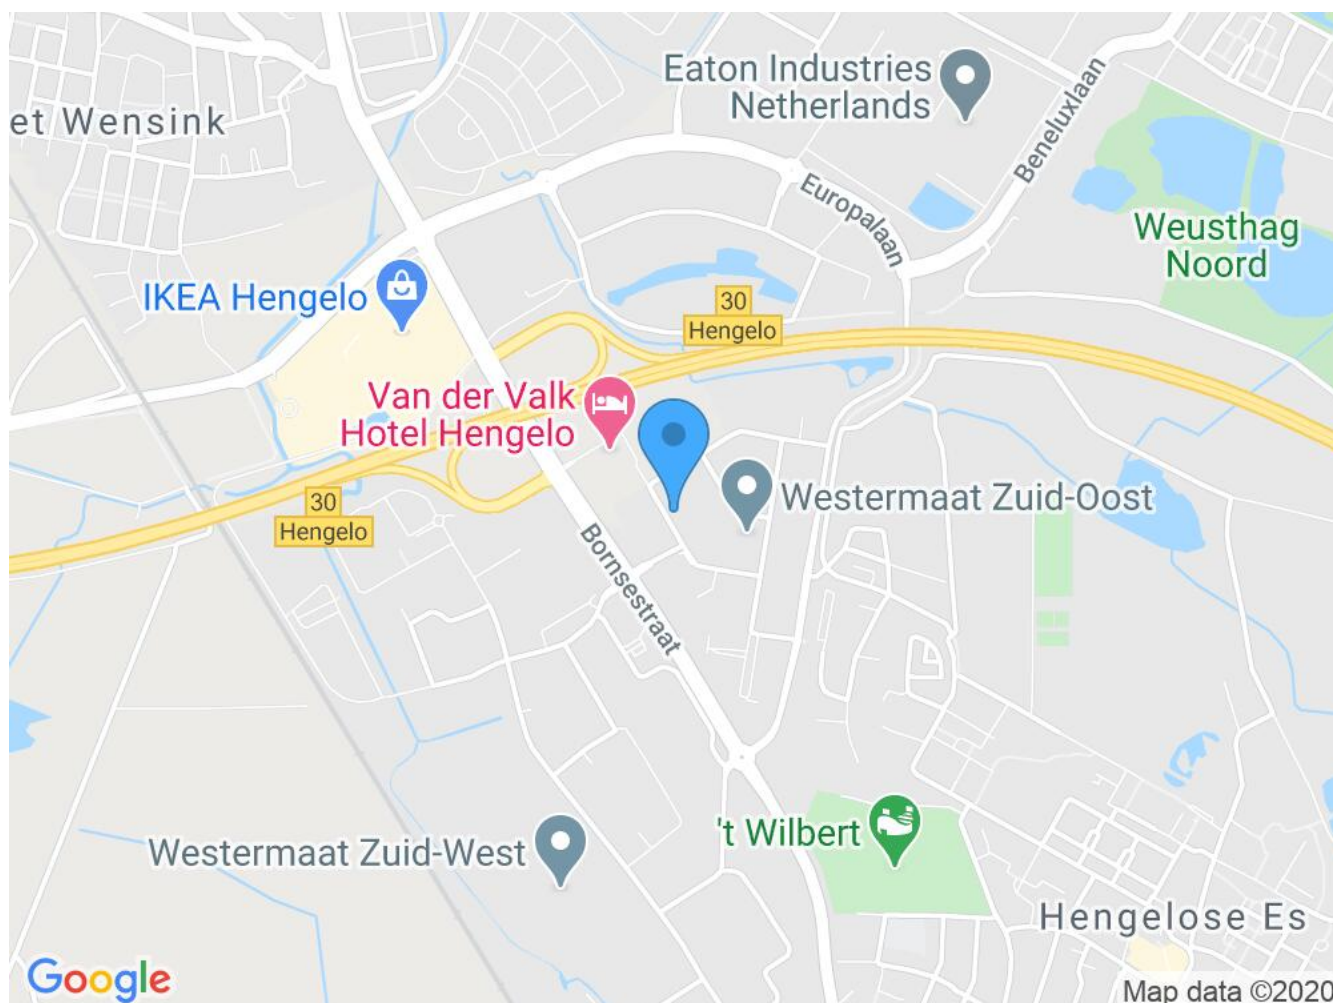 Eaton Industries
Netherlands
Beneluxlaan
et Wensink
Europalaan
Weusthag
Noord
IKEA Hengelo
30
Hengelo
Van der Valk
Hotel Hengelo
30
Hengelo
Westermaat Zuid-Oost
Bornsestraat
't Wilbert
Westermaat Zuid-West
Hengelose Es
Google
Map data ©2020